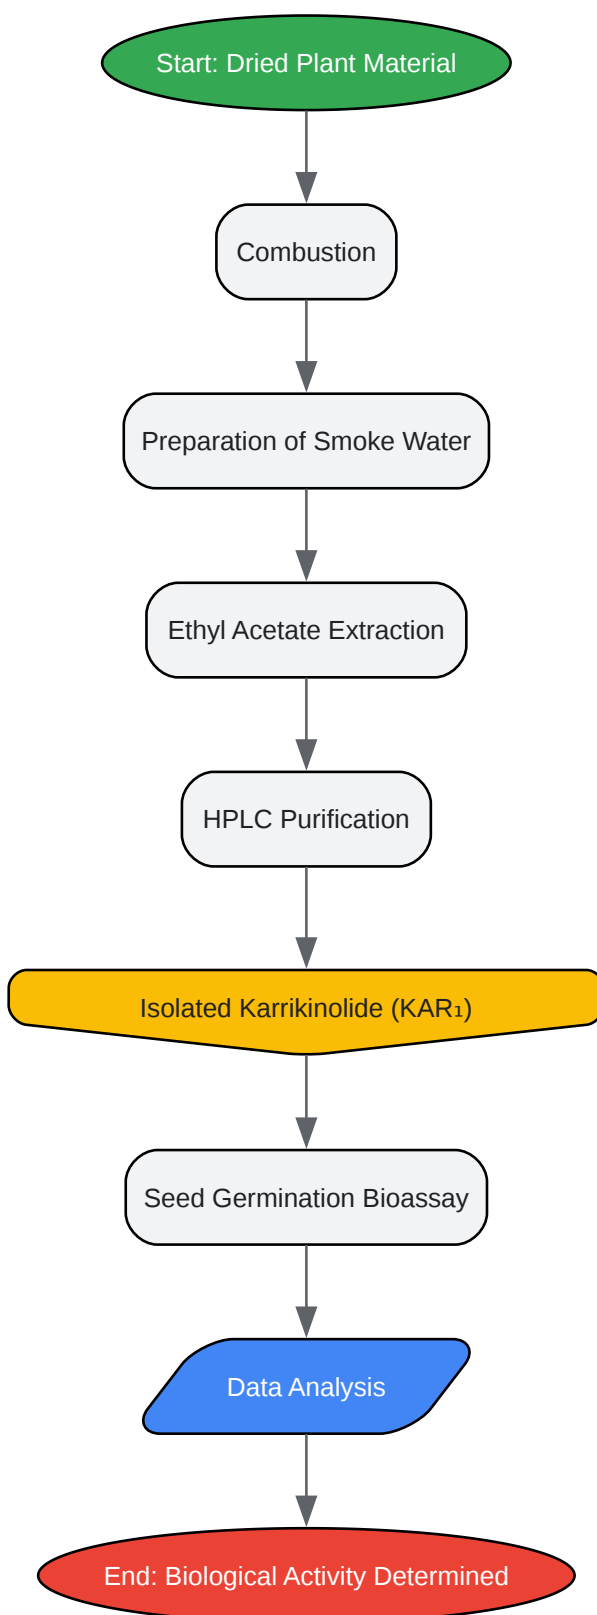 Start: Dried Plant Material
Combustion
Preparation of Smoke Water
Ethyl Acetate Extraction
HPLC Purification
Isolated Karrikinolide (KAR₁)
Seed Germination Bioassay
Data Analysis
End: Biological Activity Determined